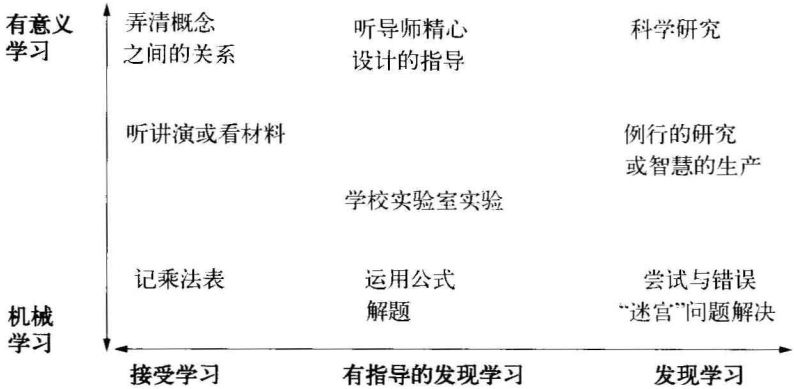 有意义
学习
弄清概念
之间的关系
听导师精心
设计的指导
科学研究
听讲演或看材料
例行的研究
或智慧的生产
学校实验室实验
记乘法表
运用公式
解题
尝试与错误
“迷宫”问题解决
机械
学习
接受学习
有指导的发现学习
发现学习